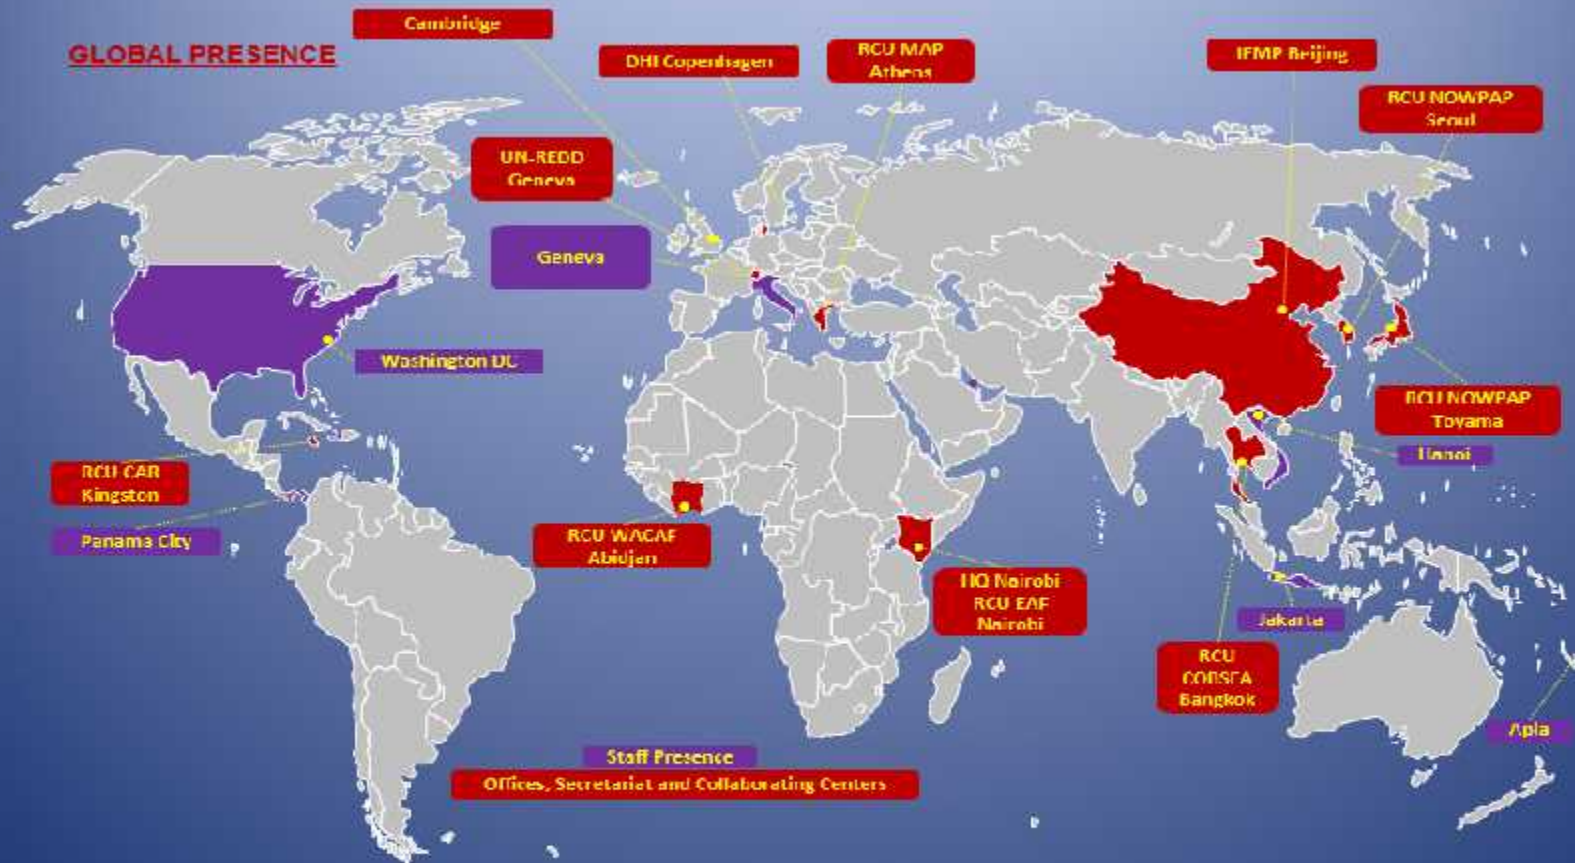 GLOBAL PRESENCE
Cambridge
DHI Copenhagen
RCU MAP
Athens
IEMP Beijing
RCU NOWPAP
Seoul
UN-REDD
Geneva
Geneva
Washington DC
RCU NOWPAP
Toyama
Hanoi
RCU CAR
Kingston
Panama City
RCU WACAF
Abidjan
HQ Nairobi
RCU EAF
Nairobi
Jakarta
RCU
COBSEA
Bangkok
Apia
Staff Presence
Offices, Secretariat and Collaborating Centers